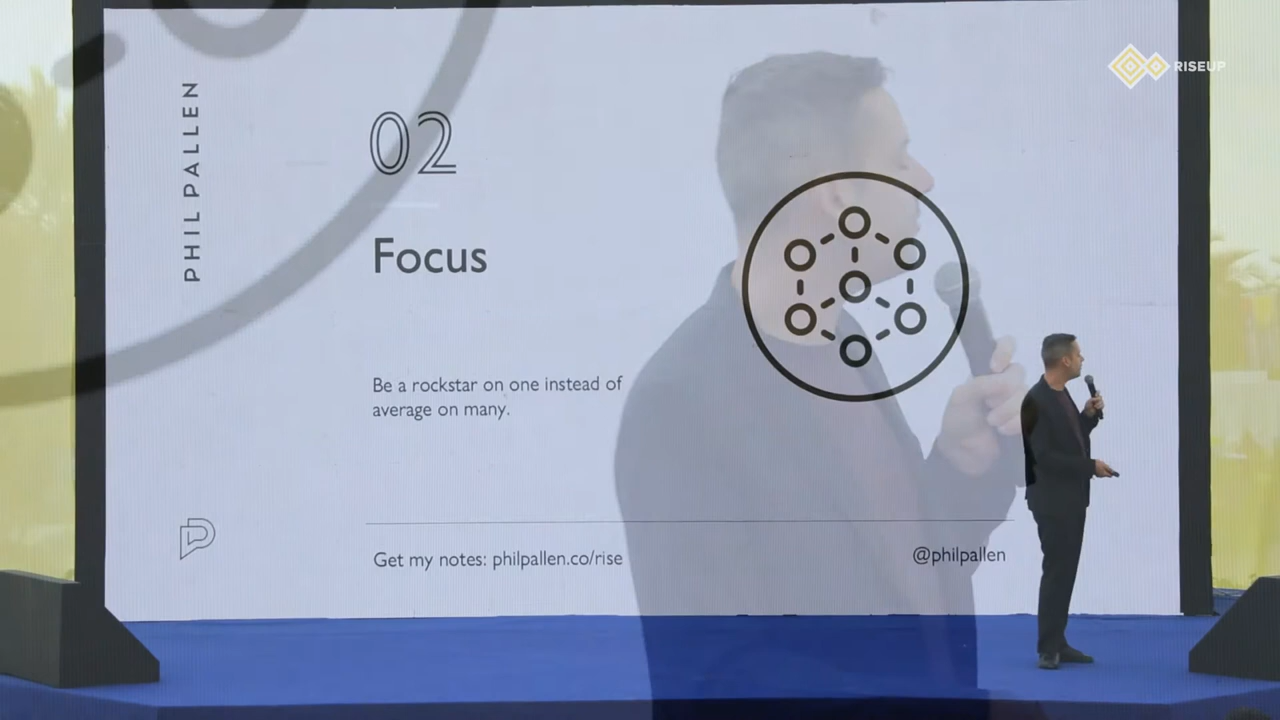 RISEUP
PHIL PALLEN
02
Focus
Be a rockstar on one instead of
average on many.
Get my notes: philpallen.co/rise
@philpallen